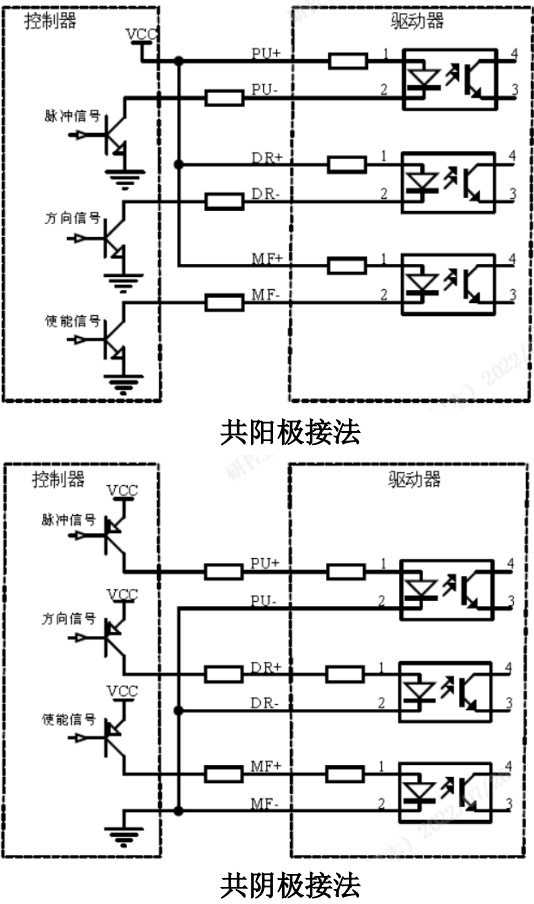 控制器 驱动器
VCC
PU+ 1 4
PU- 2 3
脉冲信号
DR+ 1 4
DR- 2 3
方向信号
MF+ 1 4
MF- 2 3
使能信号
共阳极接法
控制器 驱动器
VCC
脉冲信号
PU+ 1 4
VCC
PU- 2 3
方向信号
DR+ 1 4
VCC
DR- 2 3
使能信号
MF+ 1 4
MF- 2 3
共阴极接法